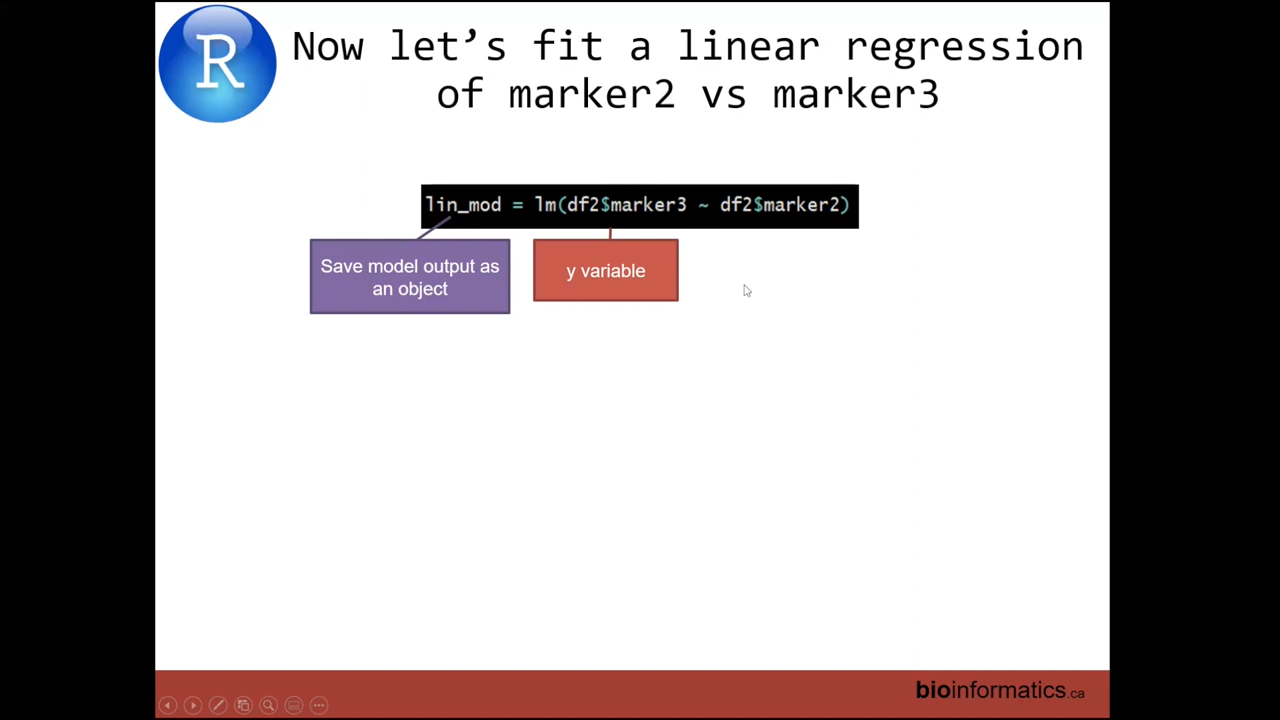 R
Now let’s fit a linear regression
of marker2 vs marker3
lin_mod = lm(df2$marker3 ~ df2$marker2)
Save model output as
an object
y variable
bioinformatics.ca